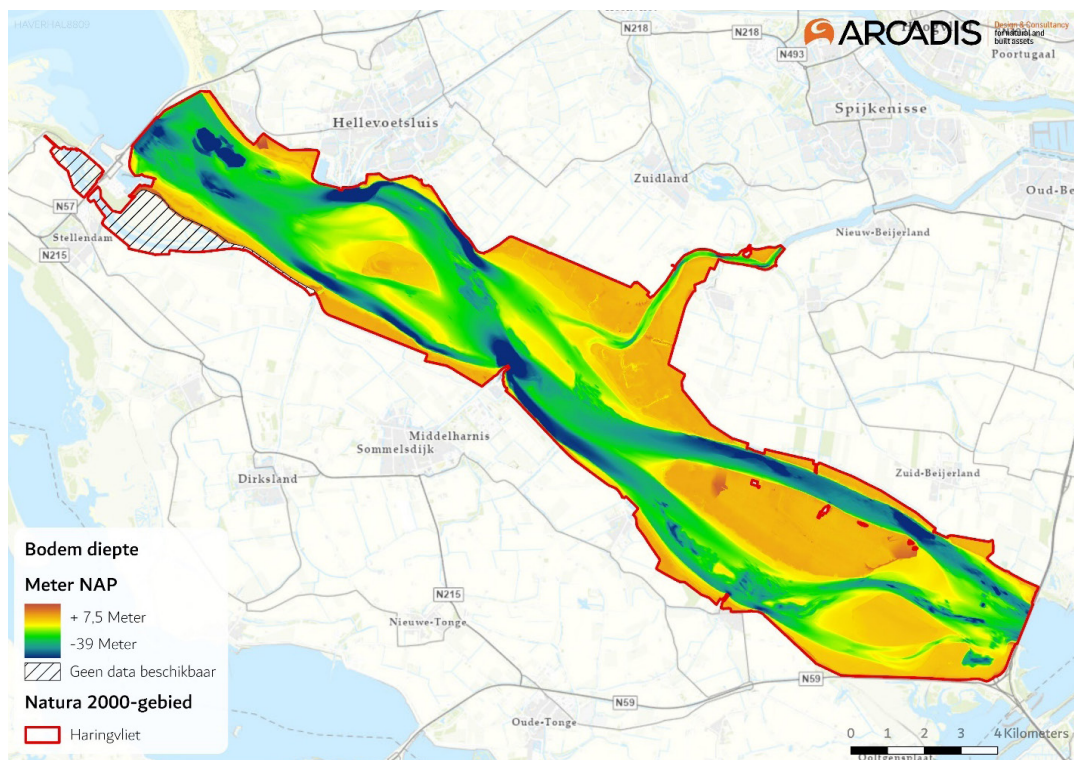 HAVERHAL8809
N218
N218
N493
ARCADIS
Design & Consultancy
for natural and
built assets
Poortugaal
Spijkenisse
Hellevoetsluis
Zuidland
Oud-Be
N57
Stellendam
N215
Nieuw-Beijerland
Middelharnis
Sommelsdijk
Dirksland
Zuid-Beijerland
Bodem diepte
Meter NAP
+ 7,5 Meter
-39 Meter
Geen data beschikbaar
Natura 2000-gebied
Haringvliet
N215
Nieuwe-Tonge
N59
N59
Oude-Tonge
0 1 2 3 4 Kilometers
Ooltgensplaat